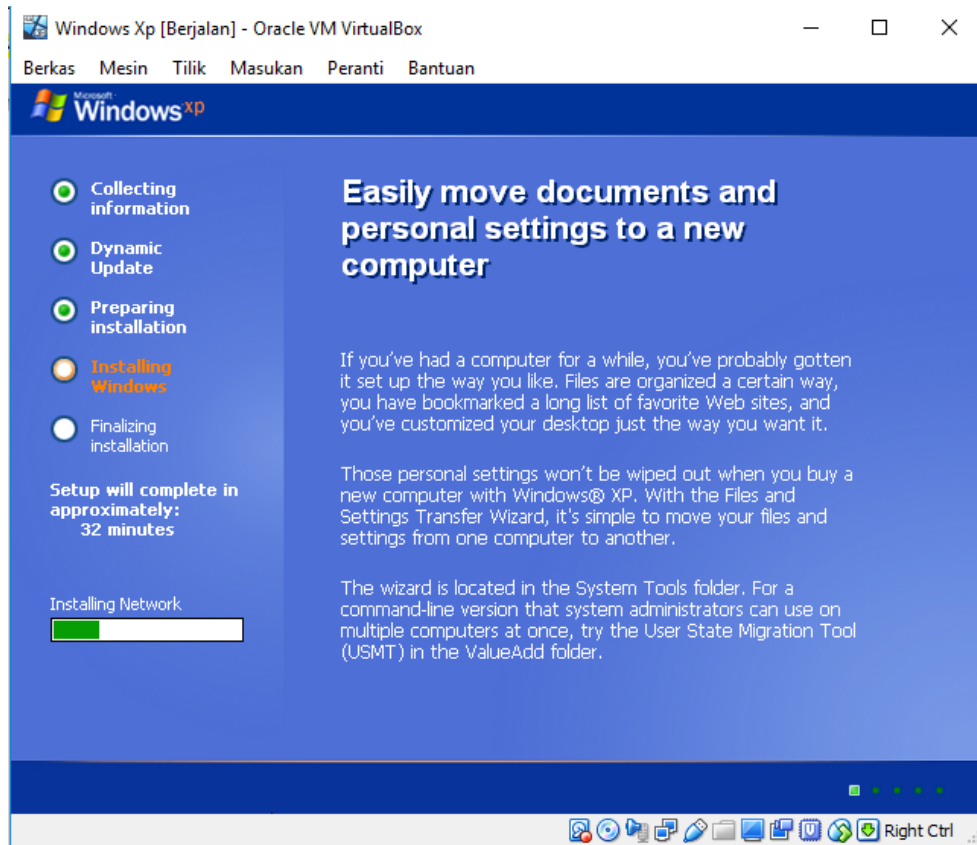 Windows Xp [Berjalan] - Oracle VM VirtualBox
Berkas Mesin Tilik Masukan Peranti Bantuan
Microsoft
Windows xp
Collecting
information
Dynamic
Update
Preparing
installation
Installing
Windows
Finalizing
installation
Setup will complete in
approximately:
32 minutes
Installing Network
Easily move documents and
personal settings to a new
computer
If you've had a computer for a while, you've probably gotten
it set up the way you like. Files are organized a certain way,
you have bookmarked a long list of favorite Web sites, and
you've customized your desktop just the way you want it.
Those personal settings won't be wiped out when you buy a
new computer with Windows® XP. With the Files and
Settings Transfer Wizard, it's simple to move your files and
settings from one computer to another.
The wizard is located in the System Tools folder. For a
command-line version that system administrators can use on
multiple computers at once, try the User State Migration Tool
(USMT) in the ValueAdd folder.
Right Ctrl